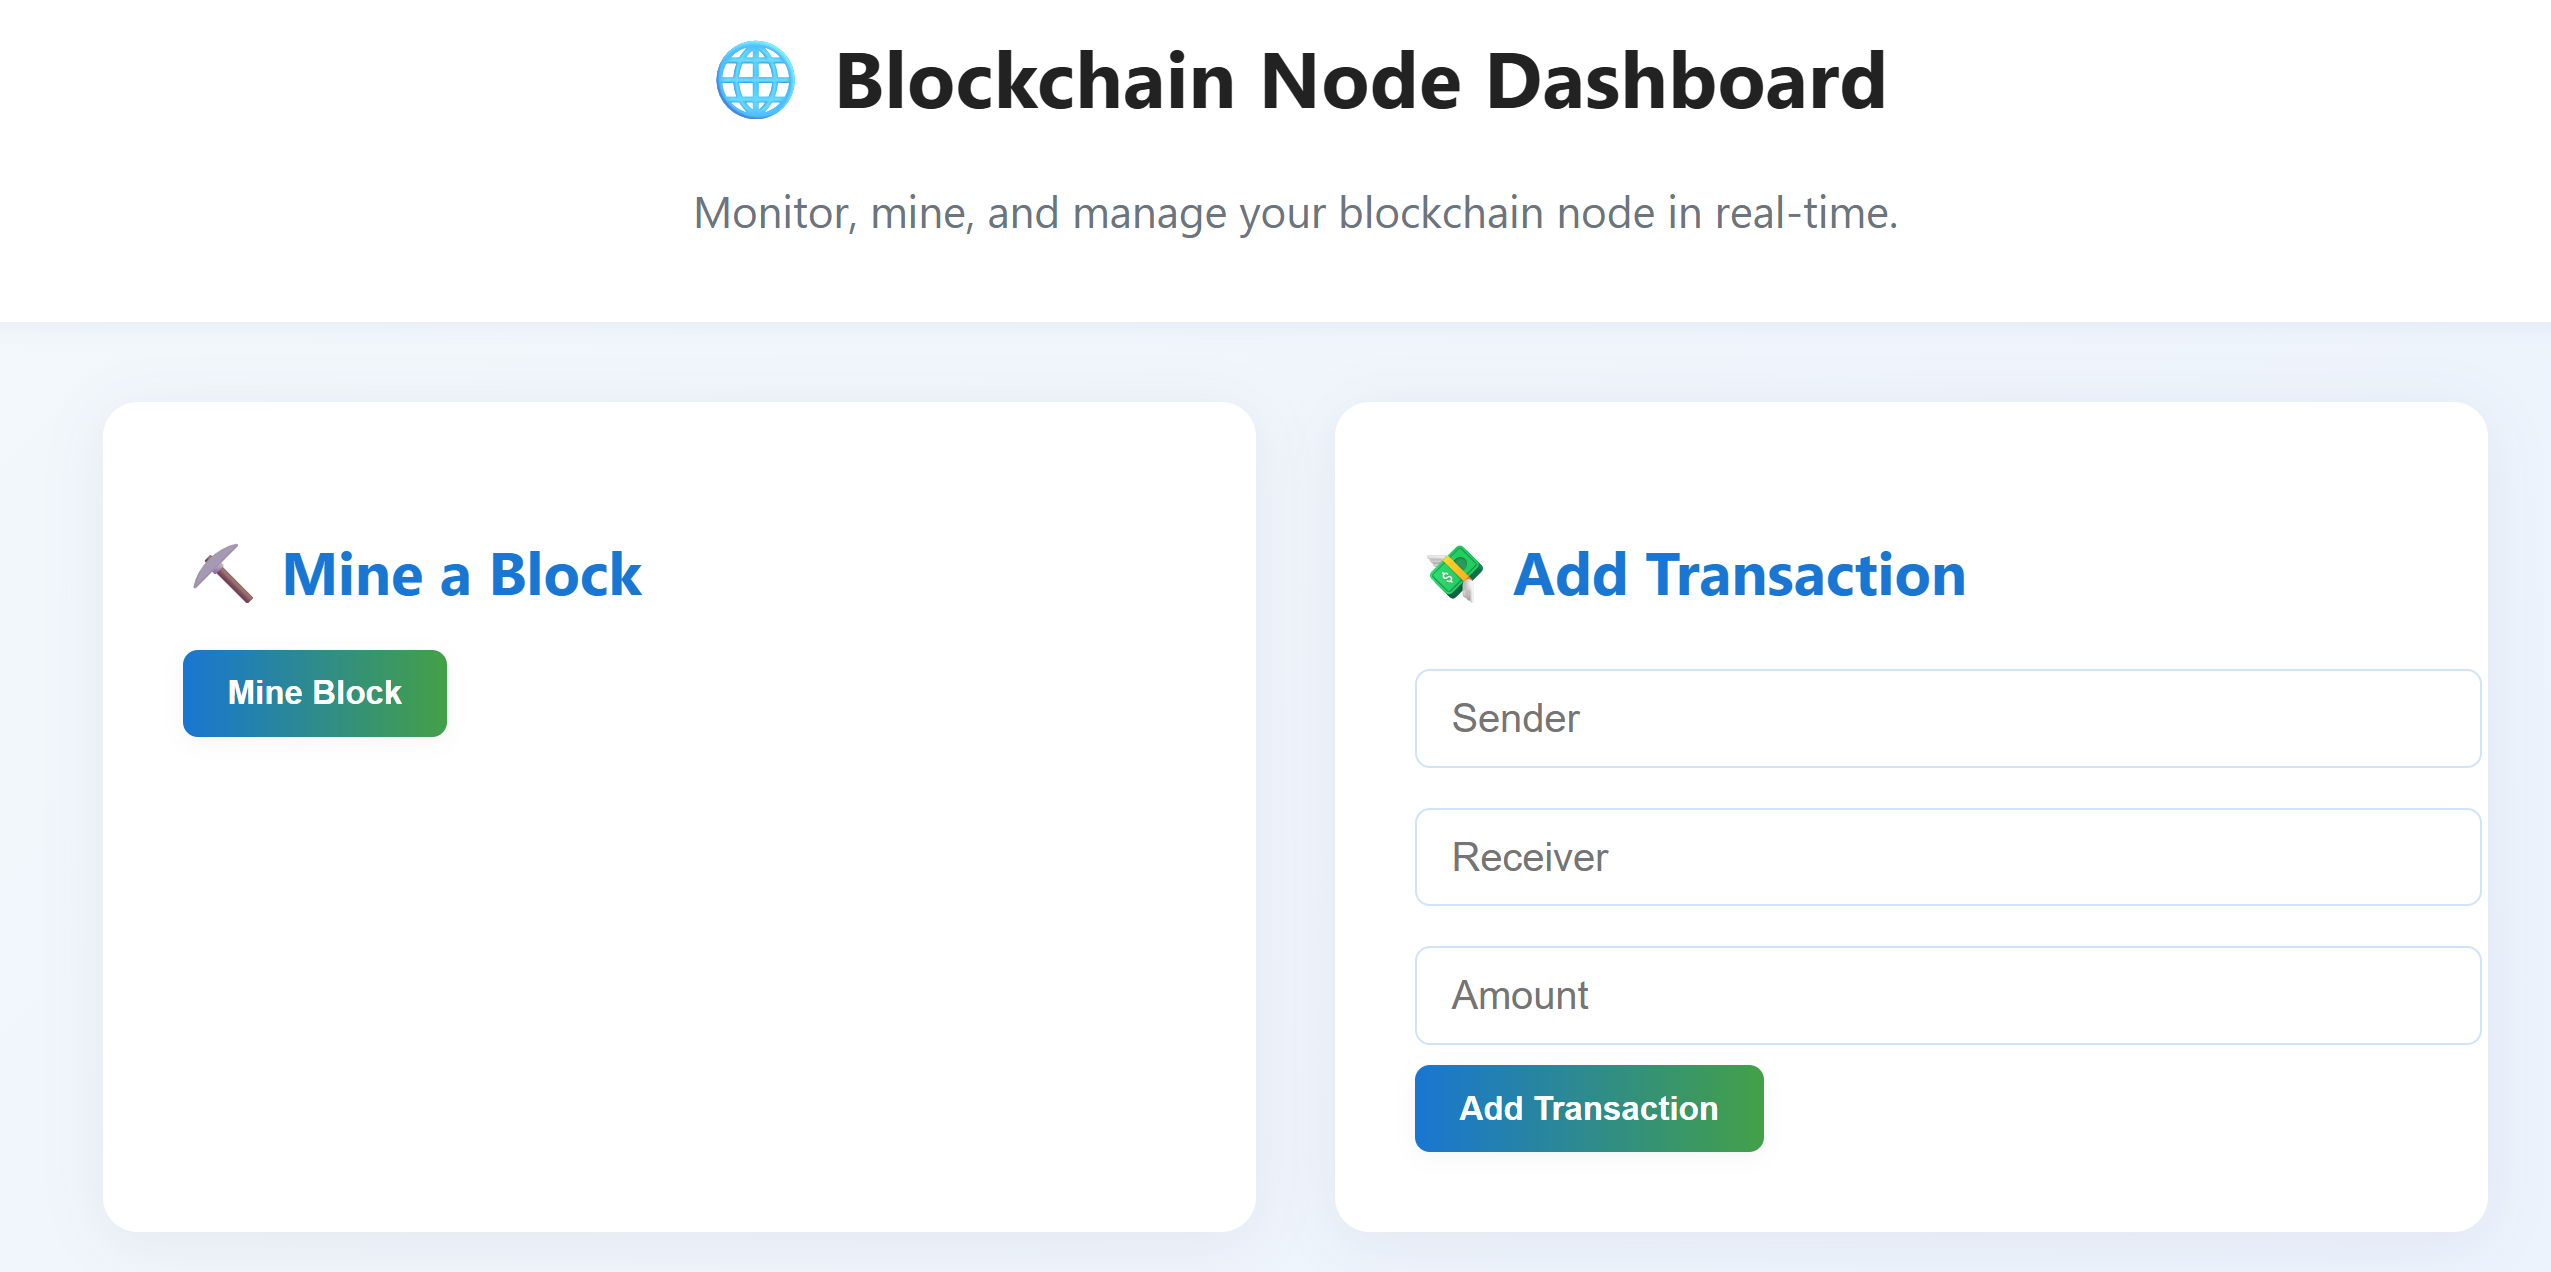 Blockchain Node Dashboard
Monitor, mine, and manage your blockchain node in real-time.
Mine a Block
Mine Block
Add Transaction
Sender
Receiver
Amount
Add Transaction